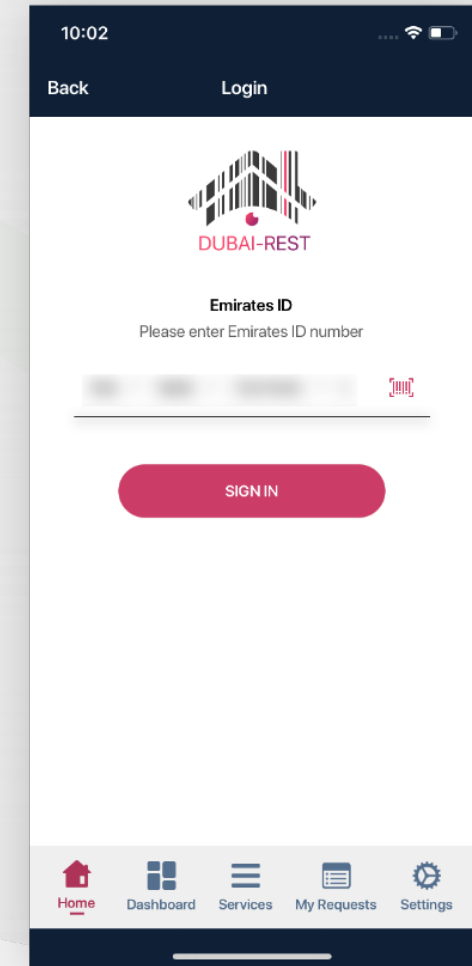 10:02
Back Login
DUBAI-REST
Emirates ID
Please enter Emirates ID number
SIGN IN
Home Dashboard Services My Requests Settings